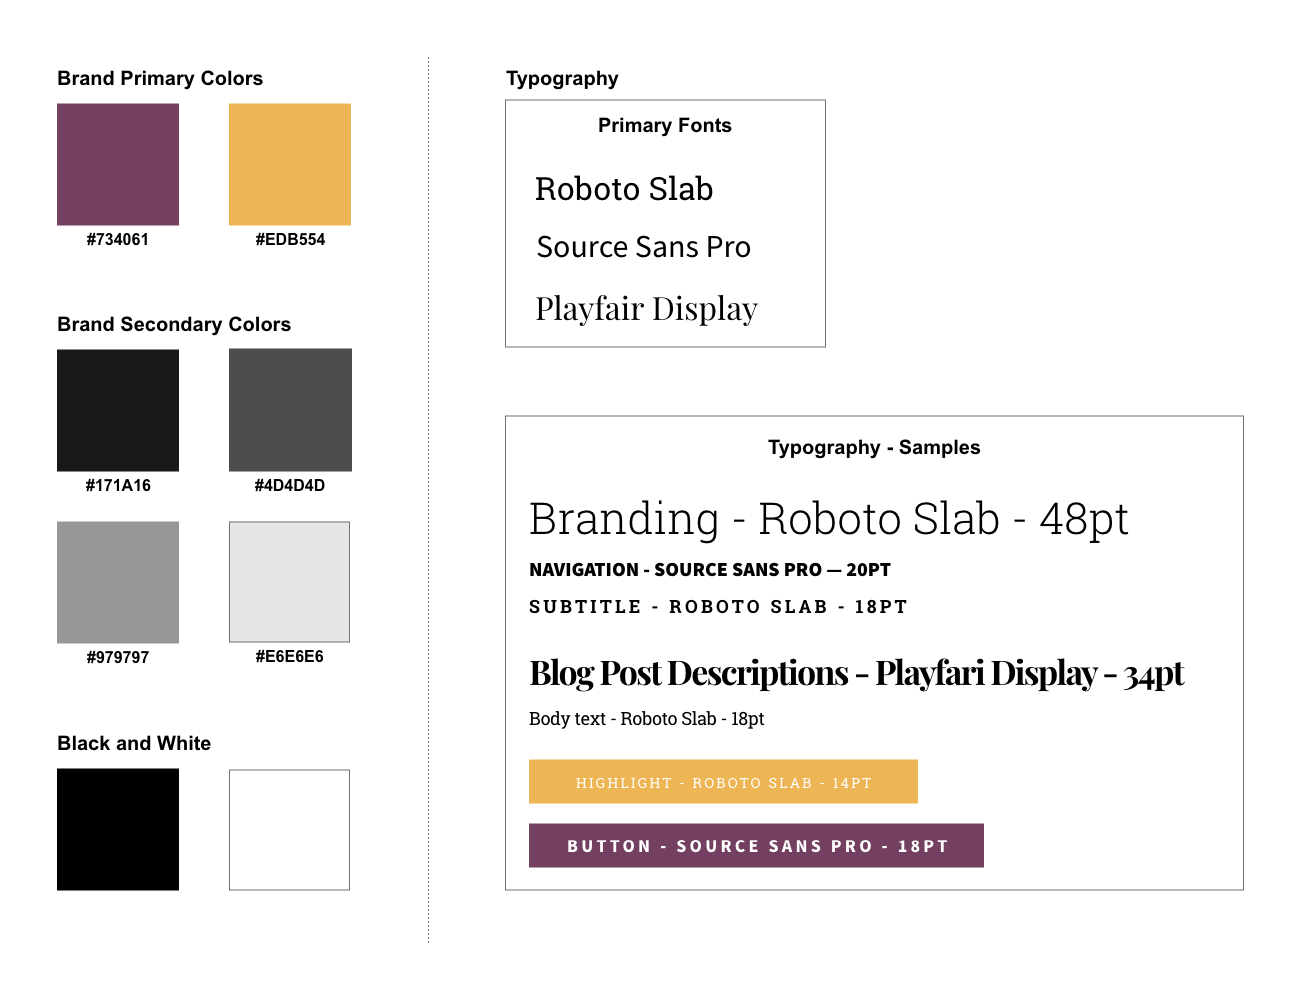 Brand Primary Colors
#734061
#EDB554
Brand Secondary Colors
#171A16
#4D4D4D
#979797
#E6E6E6
Black and White
Typography
Primary Fonts
Roboto Slab
Source Sans Pro
Playfair Display
Typography - Samples
Branding - Roboto Slab - 48pt
NAVIGATION - SOURCE SANS PRO — 20PT
SUBTITLE - ROBOTO SLAB - 18PT
Blog Post Descriptions - Playfari Display - 34pt
Body text - Roboto Slab - 18pt
HIGHLIGHT - ROBOTO SLAB - 14PT
BUTTON - SOURCE SANS PRO - 18PT